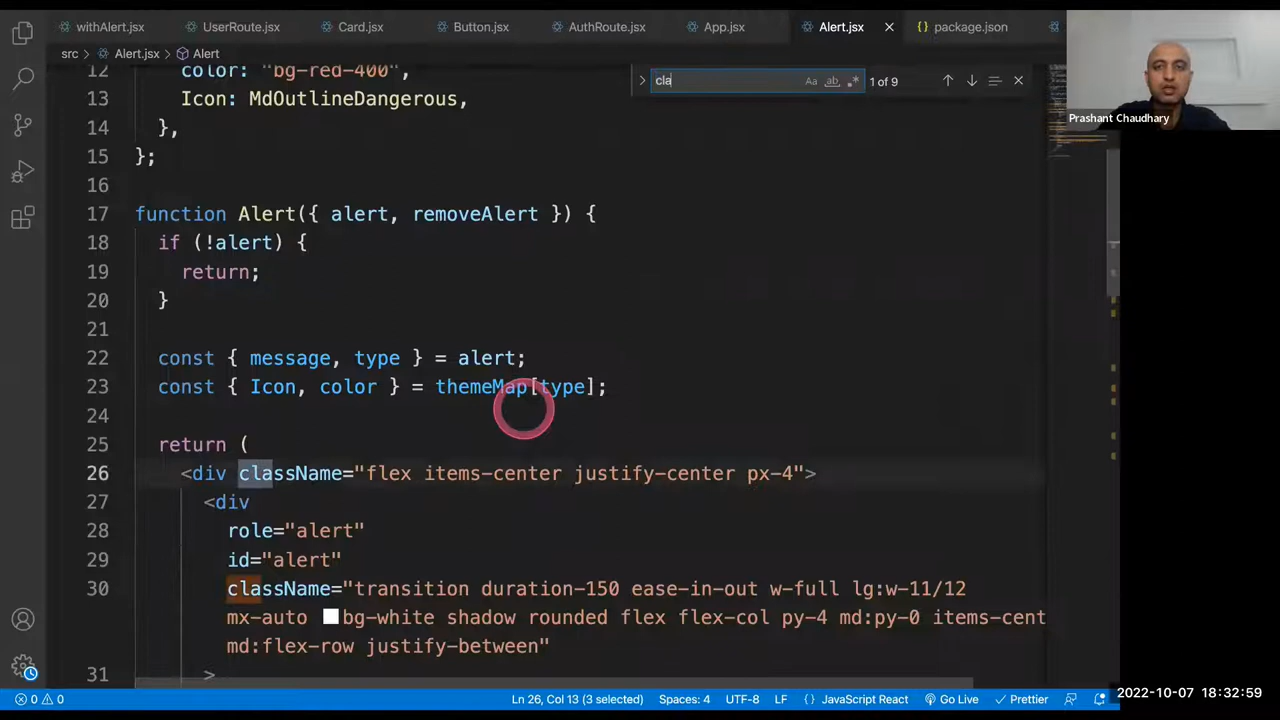 withAlert.jsx UserRoute.jsx Card.jsx Button.jsx AuthRoute.jsx App.jsx Alert.jsx package.json
src Alert.jsx Alert
cla Aa ab 1 of 9
Prashant Chaudhary
12 color: "bg-red-400",
13 Icon: MdOutlineDangerous,
14 },
15 };
16
17 function Alert({ alert, removeAlert }) {
18 if (!alert) {
19 return;
20 }
21
22 const { message, type } = alert;
23 const { Icon, color } = themeMap[type];
24
25 return (
26 <div className="flex items-center justify-center px-4">
27 <div
28 role="alert"
29 id="alert"
30 className="transition duration-150 ease-in-out w-full lg:w-11/12
mx-auto bg-white shadow rounded flex flex-col py-4 md:py-0 items-cent
md:flex-row justify-between"
31 >
0 0 Ln 26, Col 13 (3 selected) Spaces: 4 UTF-8 LF {} JavaScript React Go Live Prettier
2022-10-07 18:32:59